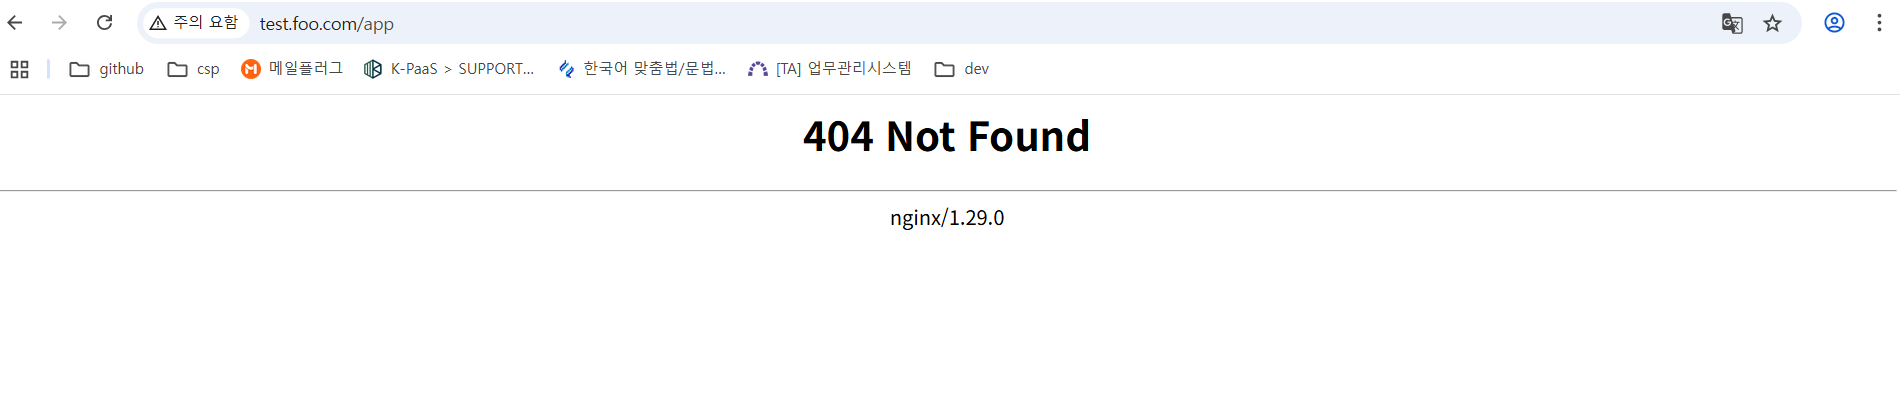 주의 요함 test.foo.com/app
github csp 메일플러그 K-PaaS > SUPPORT... 한국어 맞춤법/문법... [TA] 업무관리시스템 dev
404 Not Found
nginx/1.29.0